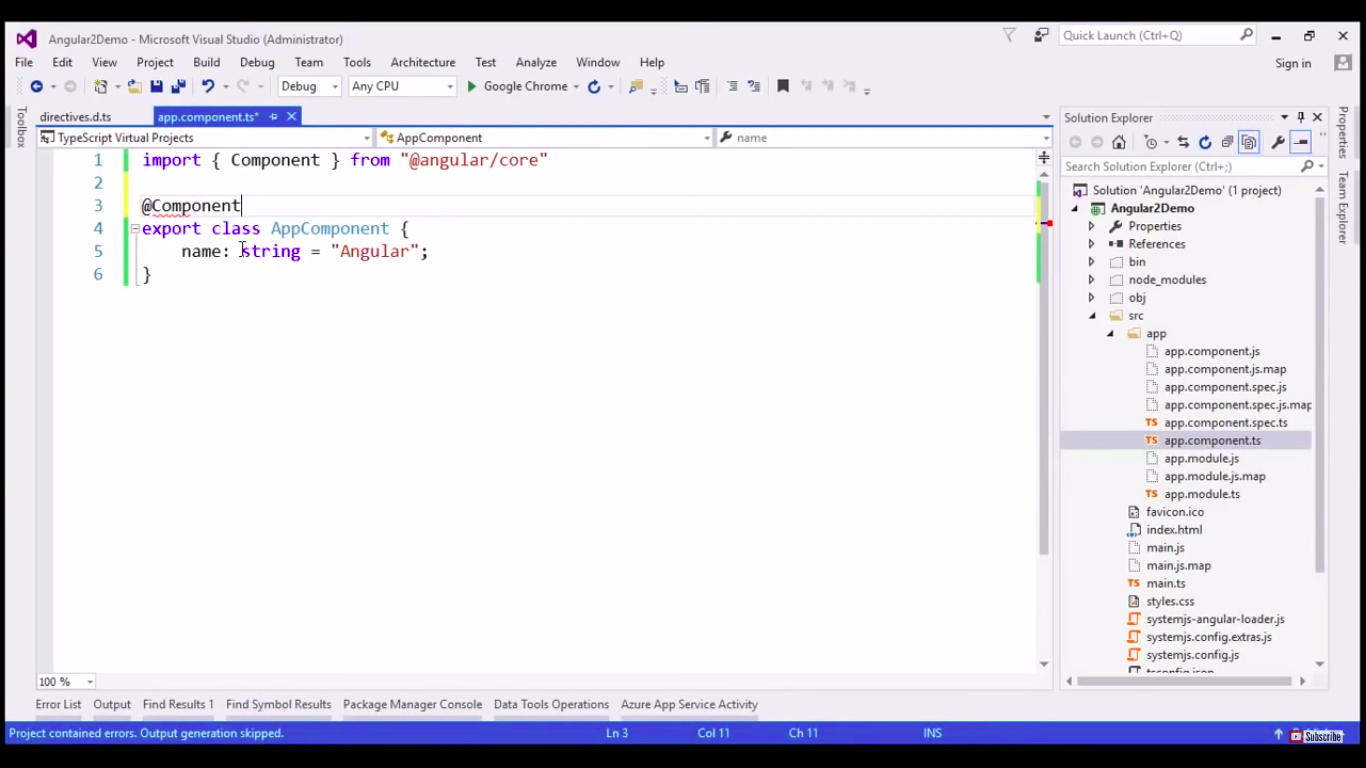 Angular2Demo - Microsoft Visual Studio (Administrator)
Quick Launch (Ctrl+Q)
File Edit View Project Build Debug Team Tools Architecture Test Analyze Window Help
Sign in
Debug Any CPU Google Chrome
Toolbox
directives.d.ts app.component.ts*
TypeScript Virtual Projects AppComponent name
1 import { Component } from "@angular/core"
2
3 @Component
4 export class AppComponent {
5 name: string = "Angular";
6 }
100 %
Solution Explorer
Search Solution Explorer (Ctrl+;)
Solution 'Angular2Demo' (1 project)
Angular2Demo
Properties
References
bin
node_modules
obj
src
app
app.component.js
app.component.js.map
app.component.spec.js
app.component.spec.js.map
app.component.spec.ts
app.component.ts
app.module.js
app.module.js.map
app.module.ts
favicon.ico
index.html
main.js
main.js.map
main.ts
styles.css
systemjs-angular-loader.js
systemjs.config.extras.js
systemjs.config.js
tsconfig.json
Properties
Team Explorer
Error List Output Find Results 1 Find Symbol Results Package Manager Console Data Tools Operations Azure App Service Activity
Project contained errors. Output generation skipped. Ln 3 Col 11 Ch 11 INS
Subscribe